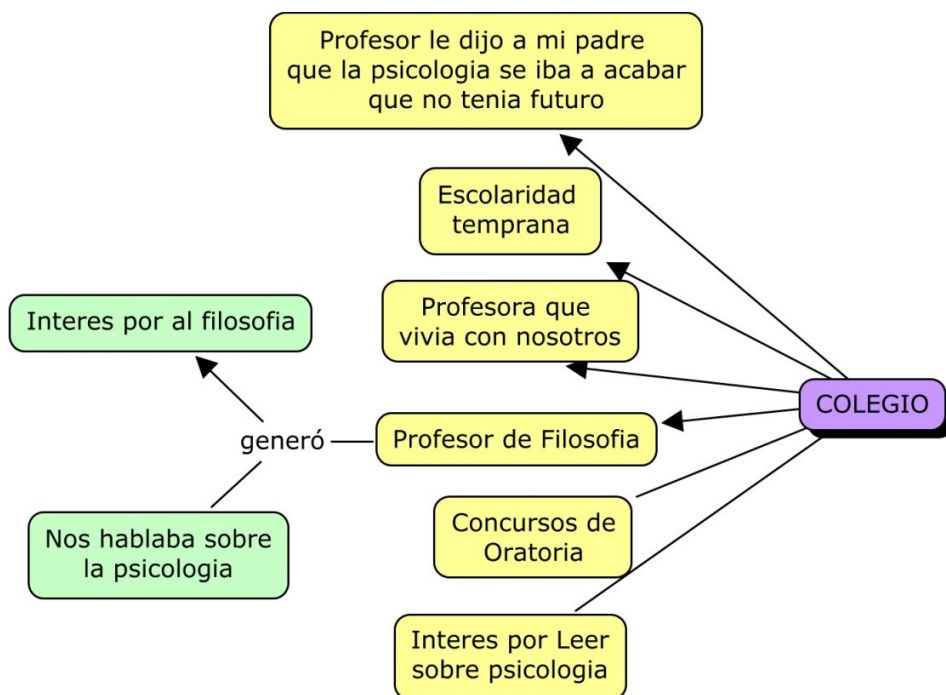 Profesor le dijo a mi padre
que la psicologia se iba a acabar
que no tenia futuro
Escolaridad
temprana
Profesora que
vivia con nosotros
Interes por al filosofia
COLEGIO
generó
Profesor de Filosofia
Concursos de
Oratoria
Nos hablaba sobre
la psicologia
Interes por Leer
sobre psicologia